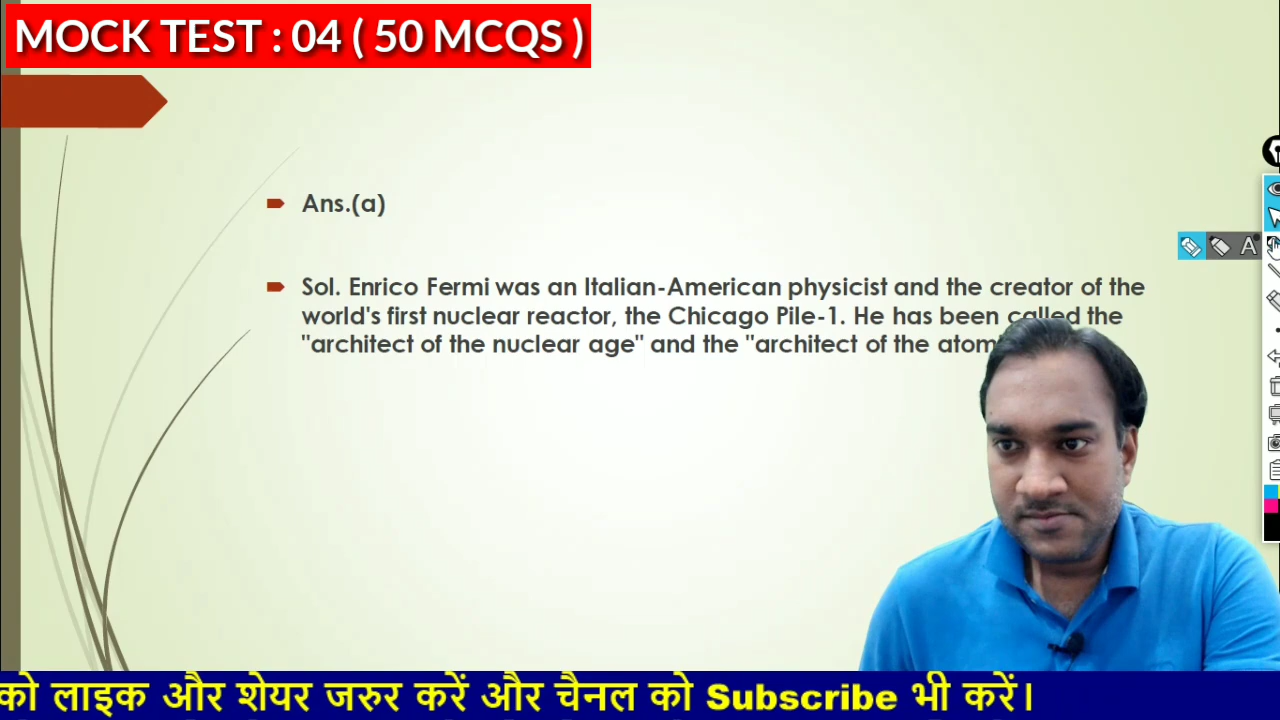 MOCK TEST : 04 ( 50 MCQS )
Ans.(a)
Sol. Enrico Fermi was an Italian-American physicist and the creator of the
world's first nuclear reactor, the Chicago Pile-1. He has been called the
"architect of the nuclear age" and the "architect of the
A
को लाइक और शेयर जरुर करें और चैनल को Subscribe भी करें।